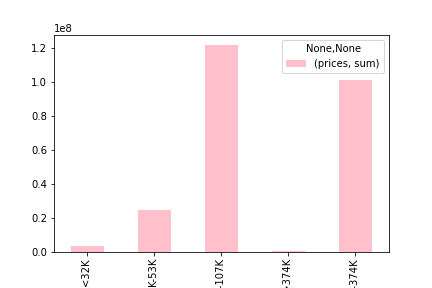 1e8
None,None
(prices, sum)
1.2
1.0
0.8
0.6
0.4
0.2
0.0
<32K
K-53K
-107K
>374K
-374K